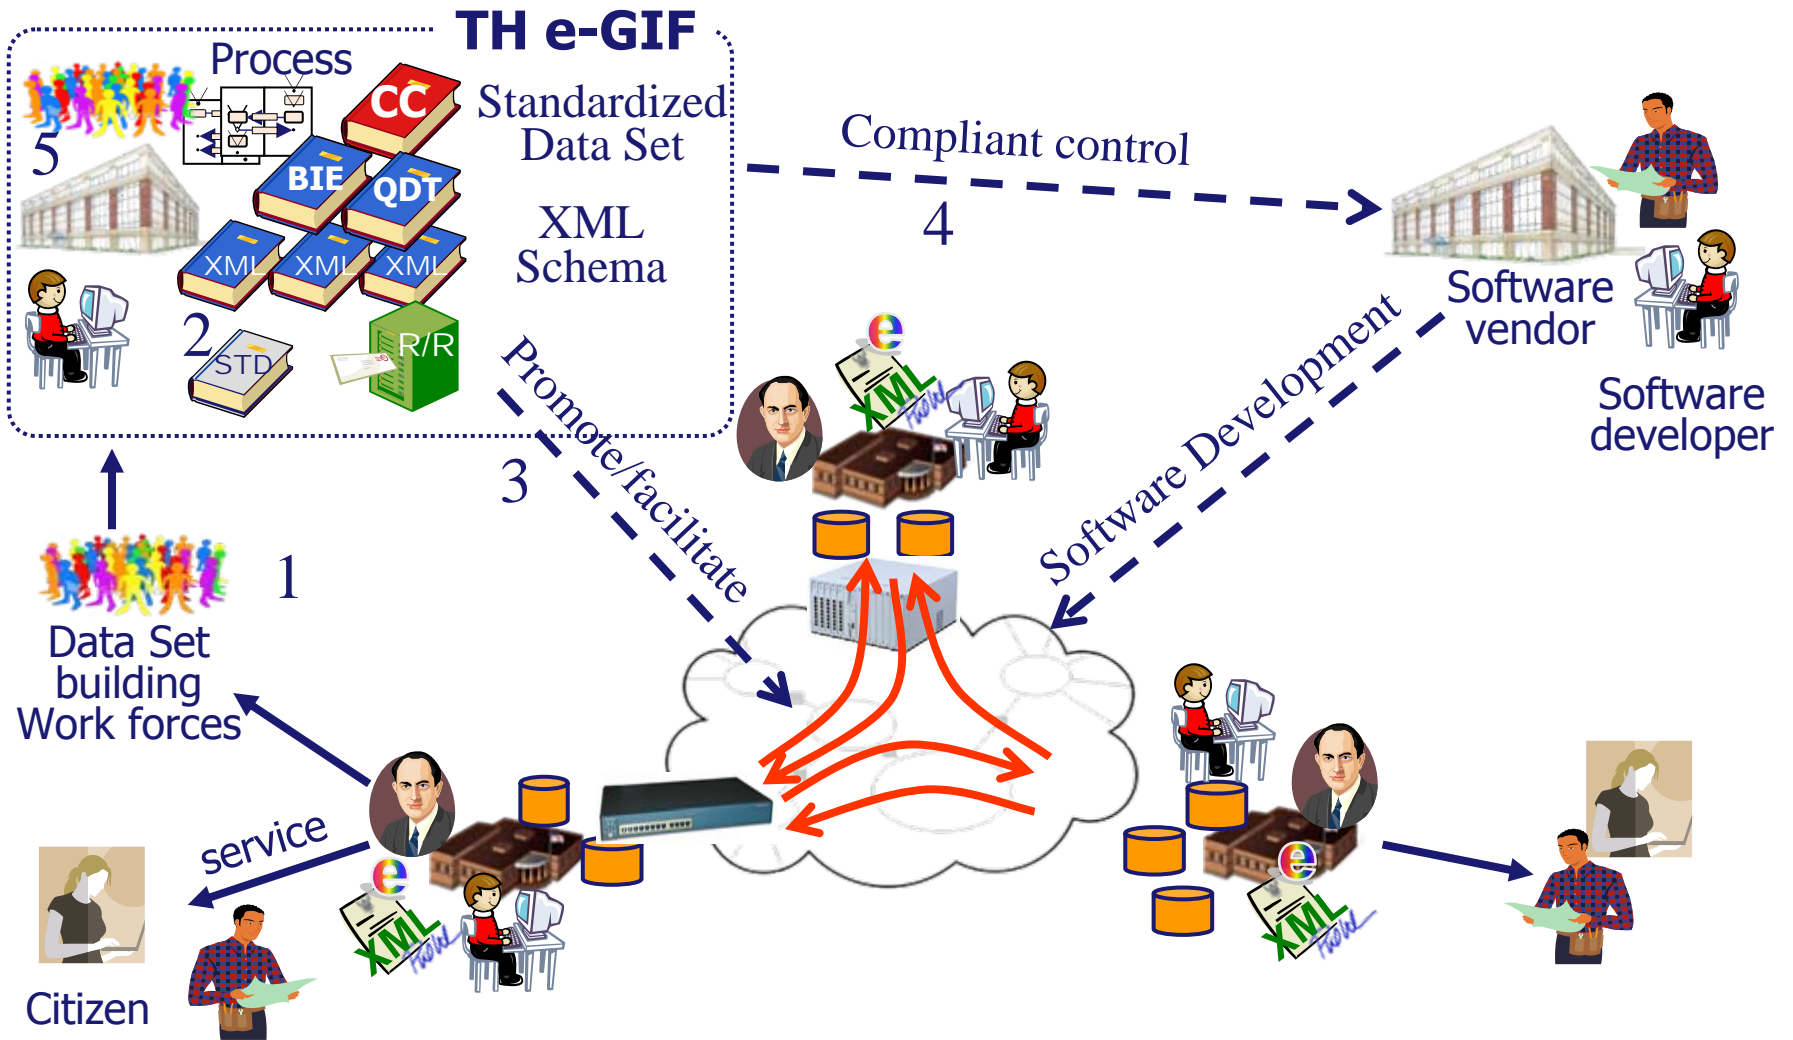 TH e-GIF
Process
CC
Standardized
Data Set
5
BIE
QDT
XML
Schema
XML
XML
XML
2
STD
R/R
Compliant control
4
Software
vendor
Software
developer
Promote/facilitate
3
Software Development
e
XML
1
Data Set
building
Work forces
service
e
XML
Citizen
e
XML